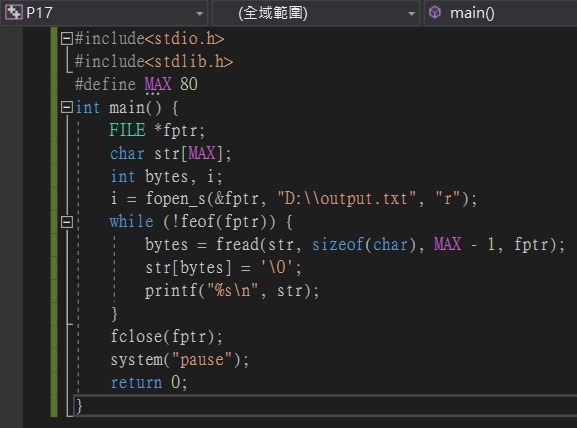 P17 (全域範圍) main()
#include<stdio.h>
#include<stdlib.h>
#define MAX 80
int main() {
FILE *fptr;
char str[MAX];
int bytes, i;
i = fopen_s(&fptr, "D:\\output.txt", "r");
while (!feof(fptr)) {
bytes = fread(str, sizeof(char), MAX - 1, fptr);
str[bytes] = '\0';
printf("%s\n", str);
}
fclose(fptr);
system("pause");
return 0;
}